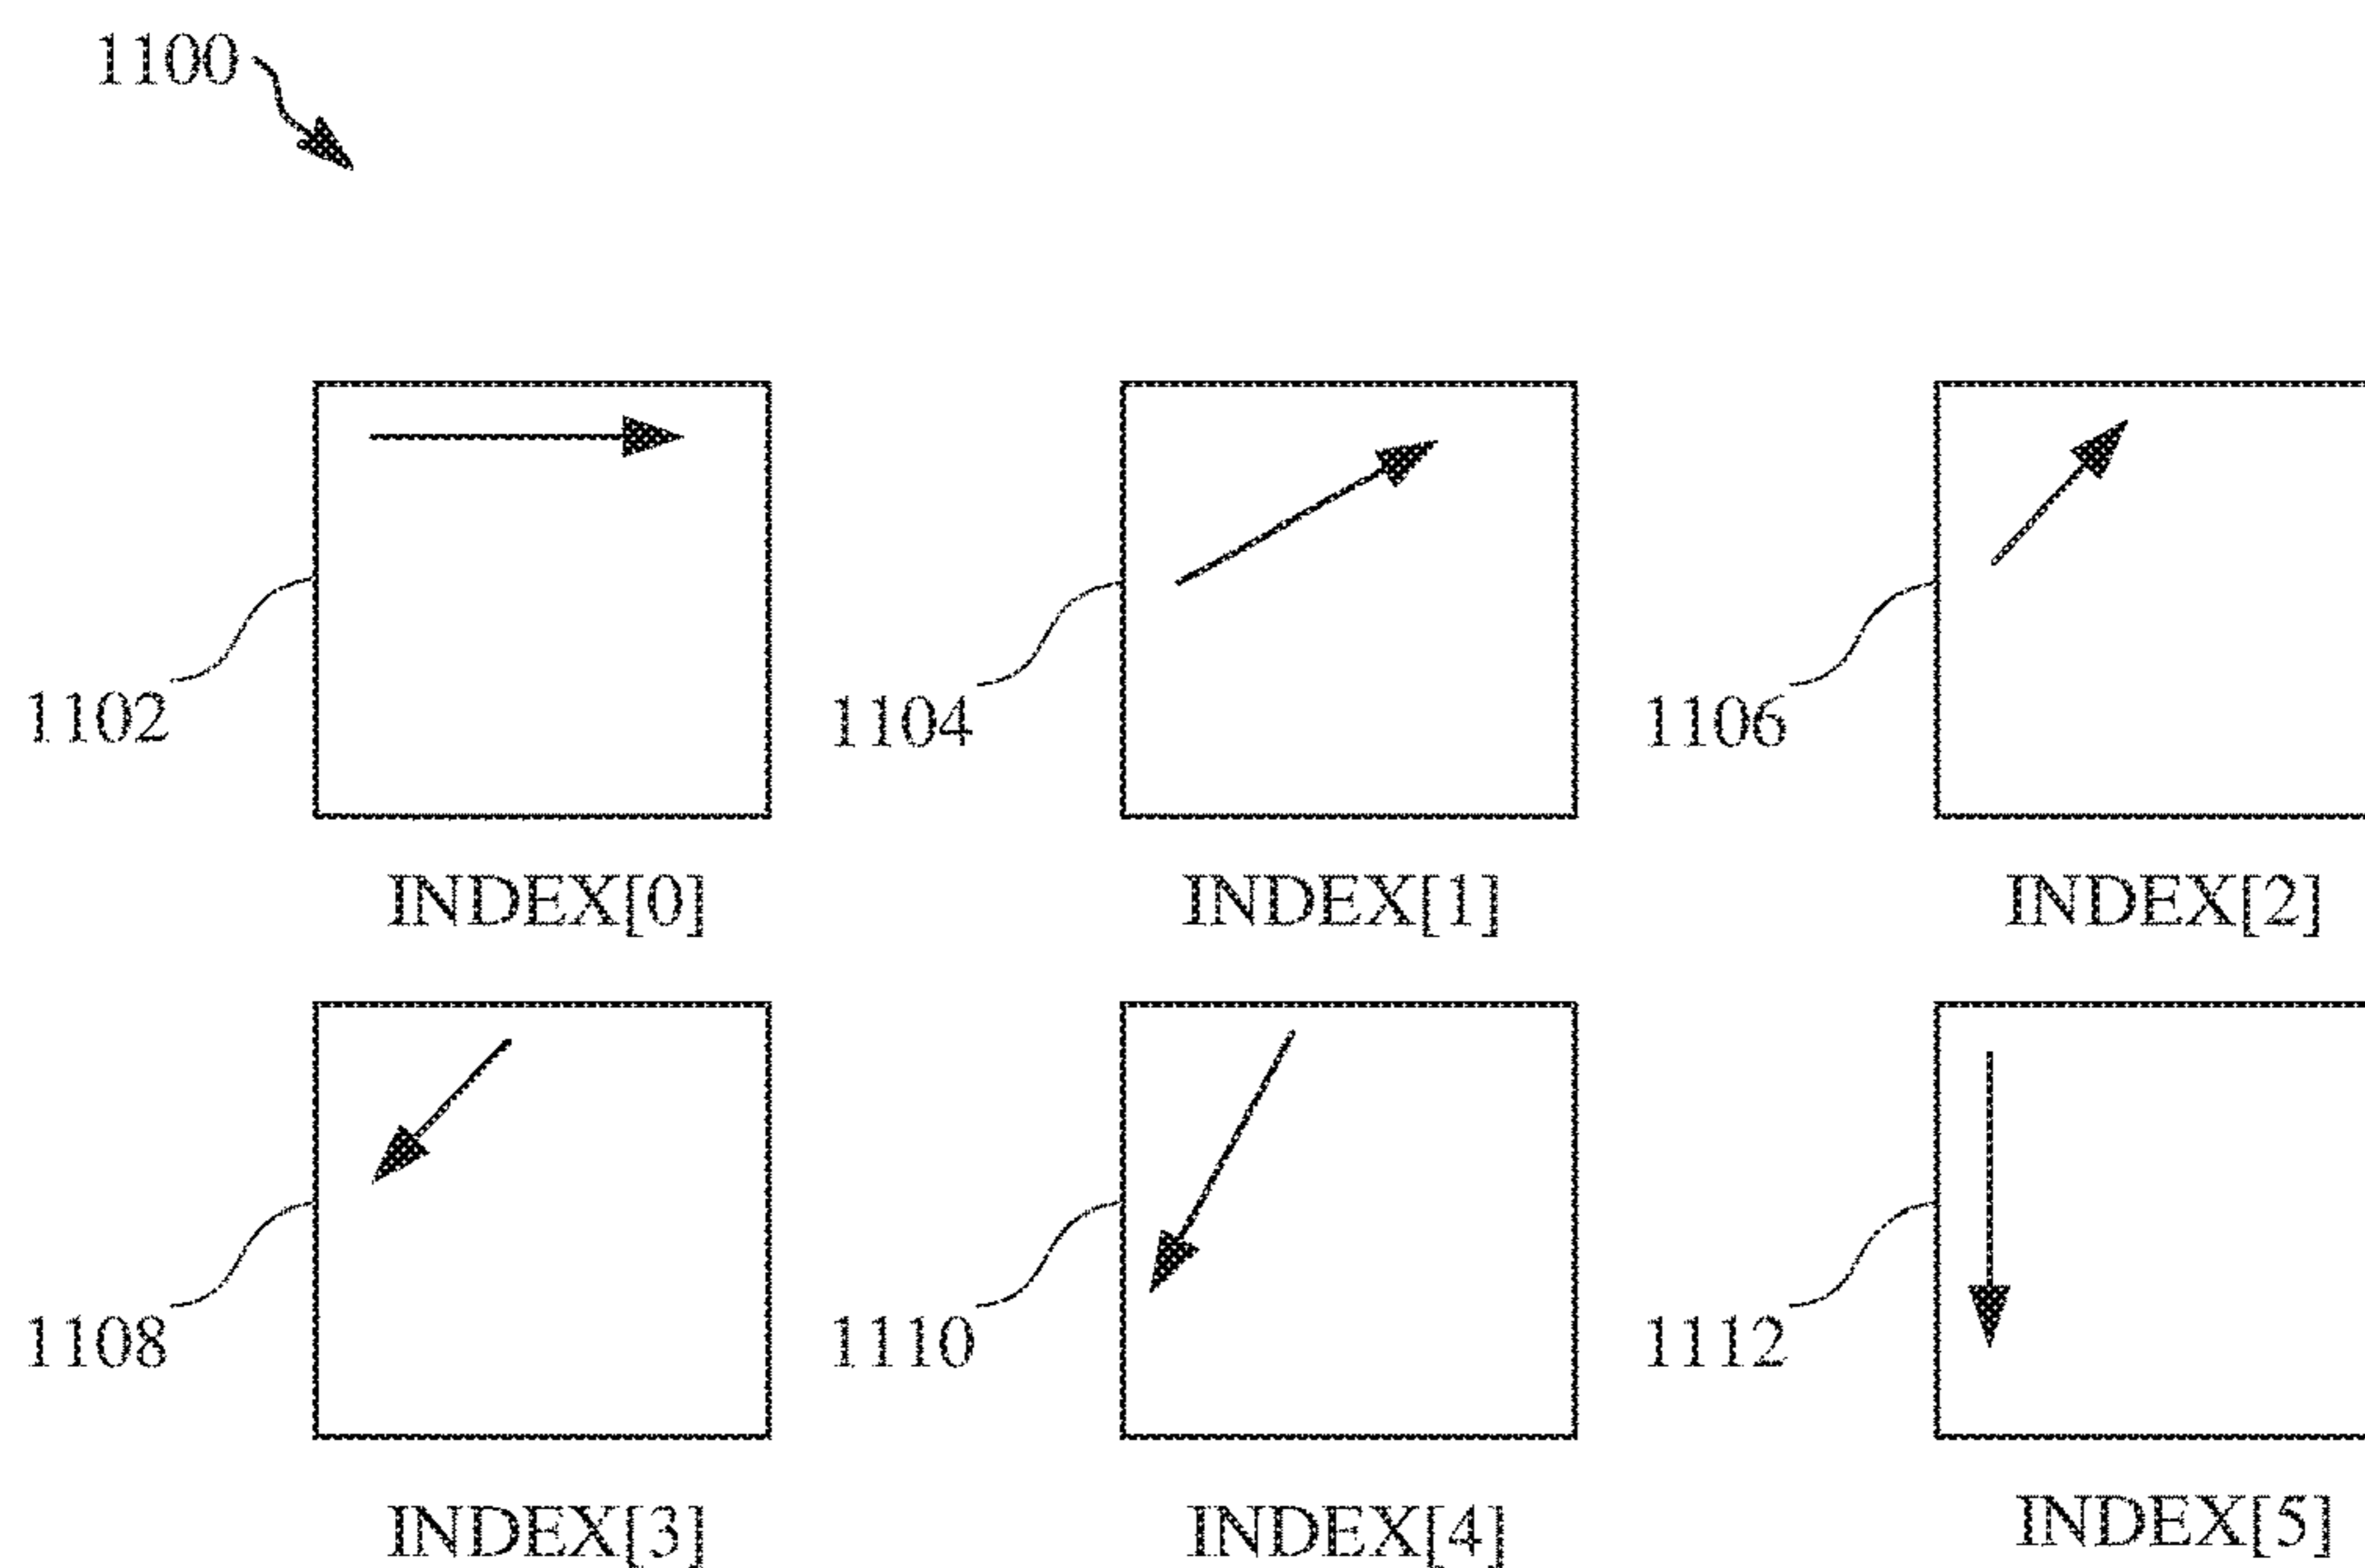 1100
1102
1104
1106
INDEX[0]
INDEX[1]
INDEX[2]
1108
1110
1112
INDEX[3]
INDEX[4]
INDEX[5]